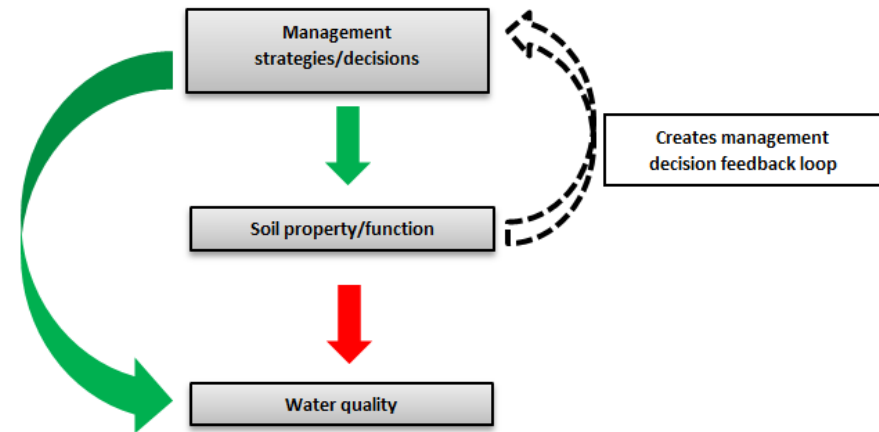 Management
strategies/decisions
Creates management
decision feedback loop
Soil property/function
Water quality